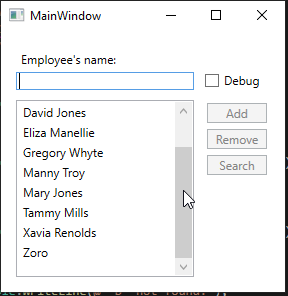 MainWindow
Employee's name:
Debug
David Jones
Eliza Manellie
Gregory Whyte
Manny Troy
Mary Jones
Tammy Mills
Xavia Renolds
Zoro
Add
Remove
Search